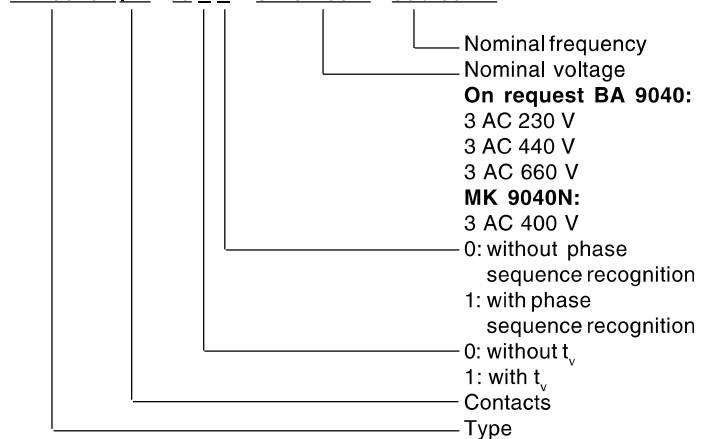 Nominal frequency
Nominal voltage
On request BA 9040:
3 AC 230 V
3 AC 440 V
3 AC 660 V
MK 9040N:
3 AC 400 V
0: without phase
sequence recognition
1: with phase
sequence recognition
0: without tv
1: with tv
Contacts
Type